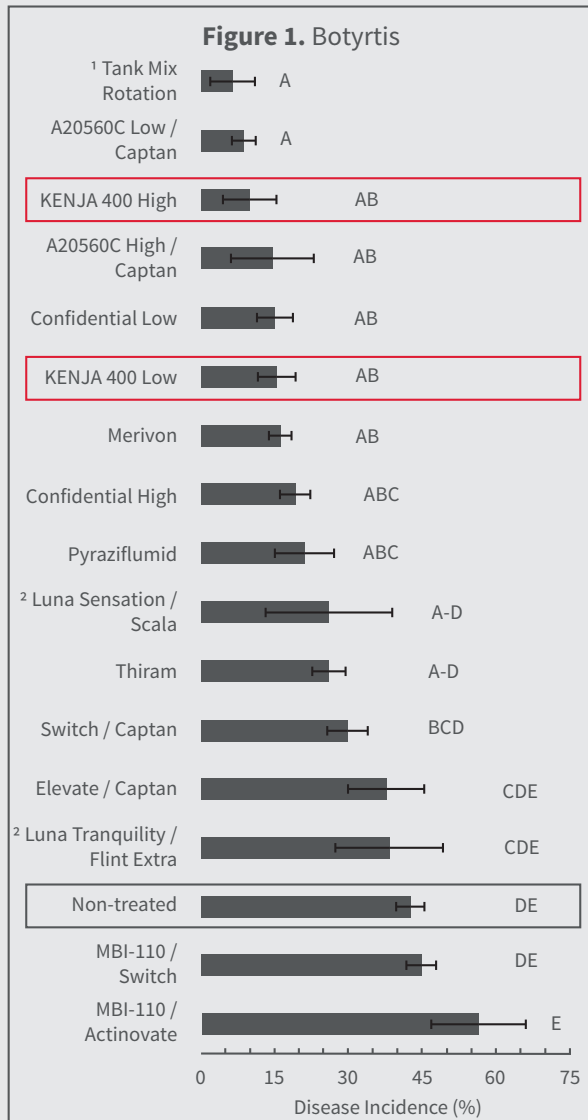 Figure 1. Botyrtis
¹ Tank Mix
Rotation
A
A20560C Low /
Captan
A
KENJA 400 High
AB
A20560C High /
Captan
AB
Confidential Low
AB
KENJA 400 Low
AB
Merivon
AB
Confidential High
ABC
Pyraziflumid
ABC
² Luna Sensation /
Scala
A-D
Thiram
A-D
Switch / Captan
BCD
Elevate / Captan
CDE
² Luna Tranquility /
Flint Extra
CDE
Non-treated
DE
MBI-110 /
Switch
DE
MBI-110 /
Actinovate
E
0 15 30 45 60 75
Disease Incidence (%)